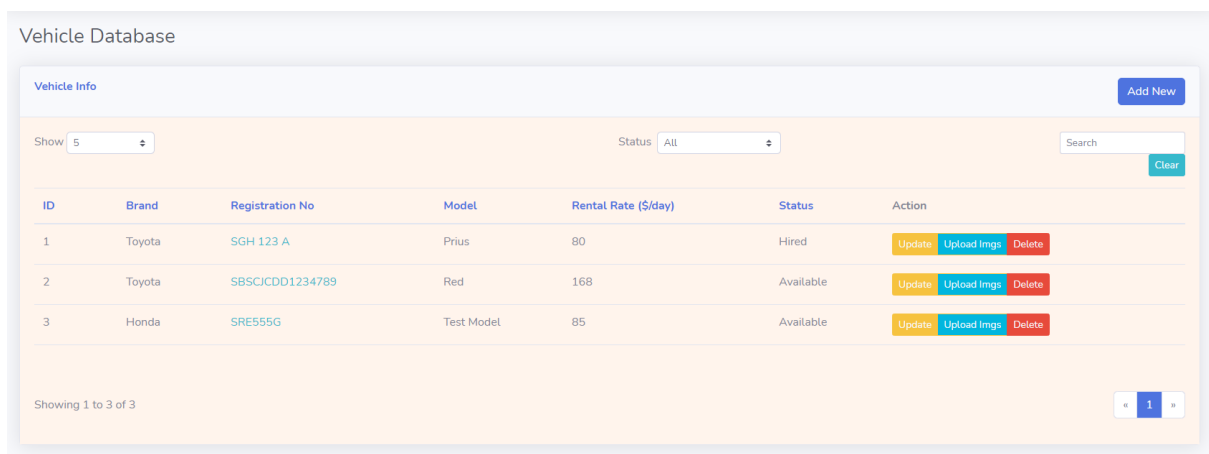 Vehicle Database
Vehicle Info Add New
Show 5 Status All Search
Clear
ID Brand Registration No Model Rental Rate ($/day) Status Action
1 Toyota SGH 123 A Prius 80 Hired Update Upload Imgs Delete
2 Toyota SBSCJCDD1234789 Red 168 Available Update Upload Imgs Delete
3 Honda SRE555G Test Model 85 Available Update Upload Imgs Delete
Showing 1 to 3 of 3 « 1 »